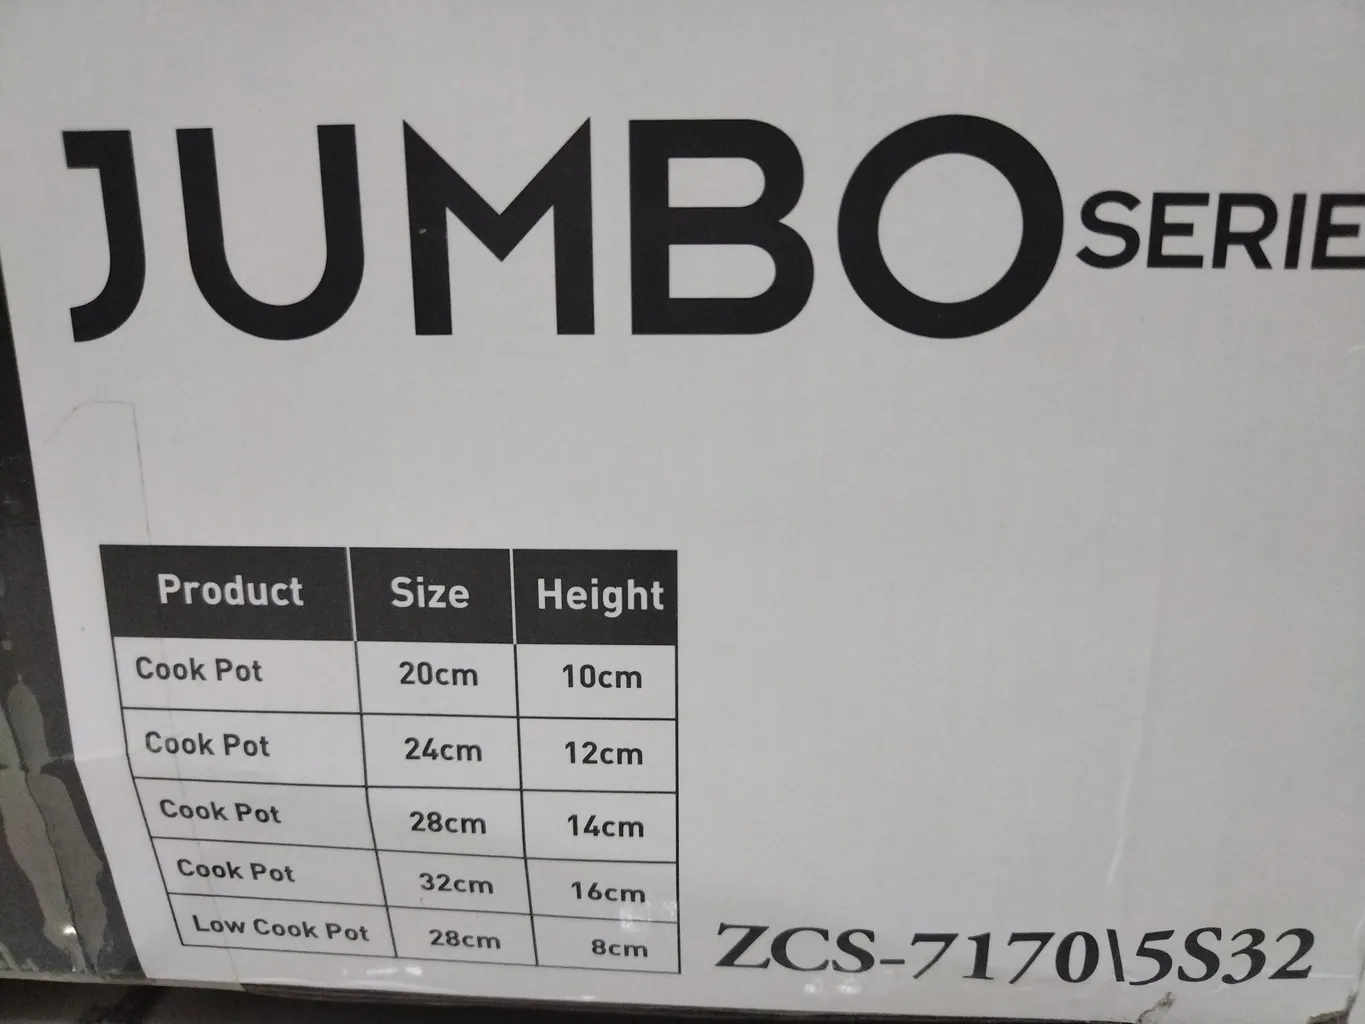 JUMBO SERIE
Product Size Height
Cook Pot 20cm 10cm
Cook Pot 24cm 12cm
Cook Pot 28cm 14cm
Cook Pot 32cm 16cm
Low Cook Pot 28cm 8cm
ZCS-7170\5S32